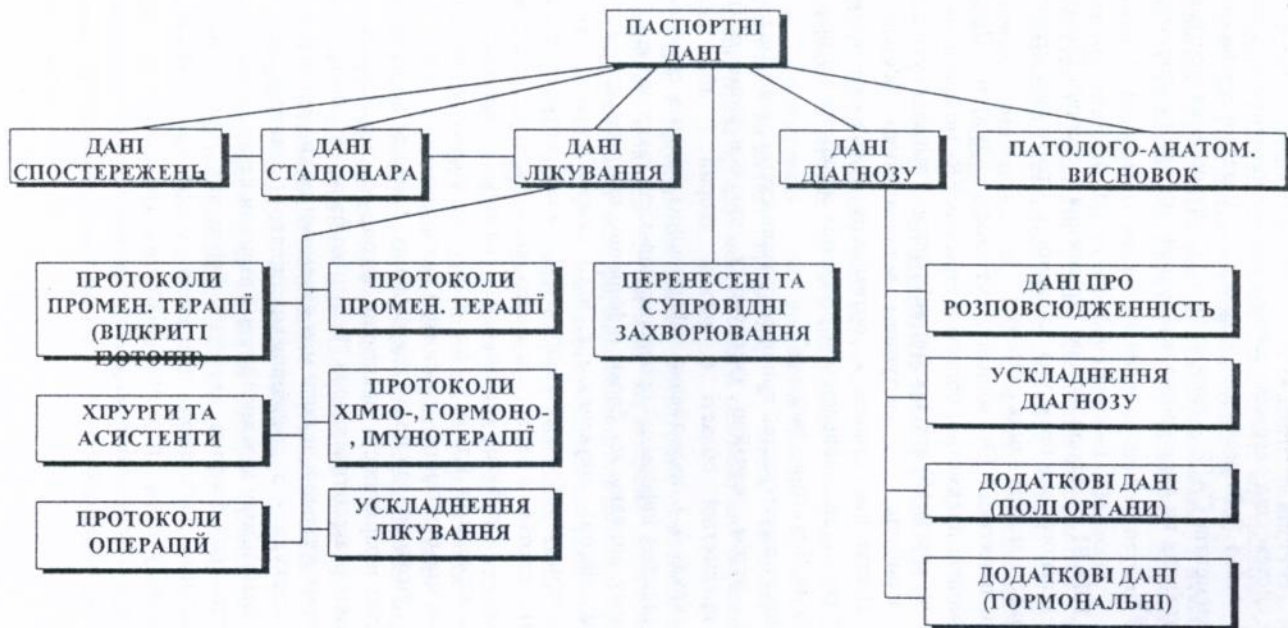 ПАСПОРТНІ
ДАНІ
ДАНІ
СПОСТЕРЕЖЕНЬ
ДАНІ
СТАЦІОНАРА
ДАНІ
ЛІКУВАННЯ
ДАНІ
ДІАГНОЗУ
ПАТОЛОГО-АНАТОМ.
ВИСНОВОК
ПРОТОКОЛИ
ПРОМЕН. ТЕРАПІЇ
(ВІДКРИТІ
ІЗОТОПИ)
ПРОТОКОЛИ
ПРОМЕН. ТЕРАПІЇ
ПЕРЕНЕСЕНІ ТА
СУПРОВІДНІ
ЗАХВОРЮВАННЯ
ДАНІ ПРО
РОЗПОВСЮДЖЕННІСТЬ
ХІРУРГИ ТА
АСИСТЕНТИ
ПРОТОКОЛИ
ХІМІО-, ГОРМОНО-
, ІМУНОТЕРАПІЇ
УСКЛАДНЕННЯ
ДІАГНОЗУ
ПРОТОКОЛИ
ОПЕРАЦІЙ
УСКЛАДНЕННЯ
ЛІКУВАННЯ
ДОДАТКОВІ ДАНІ
(ПОЛІ ОРГАНИ)
ДОДАТКОВІ ДАНІ
(ГОРМОНАЛЬНІ)